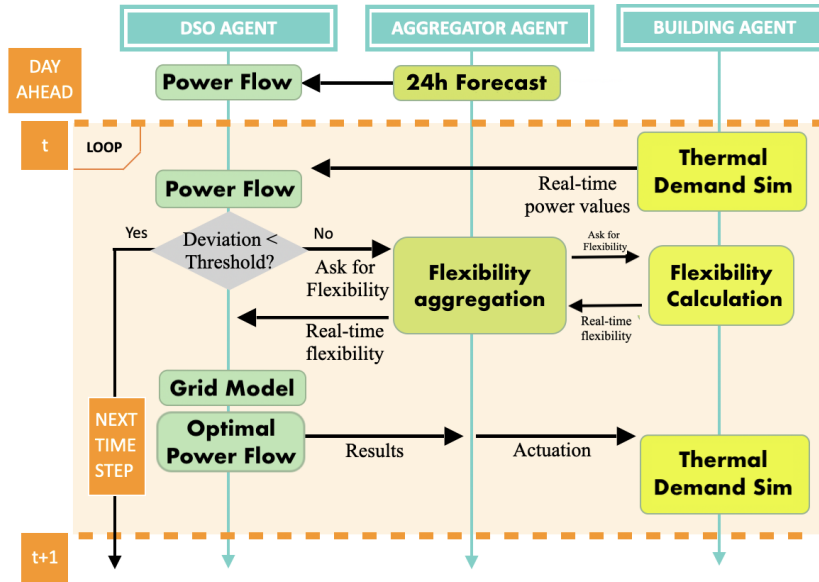 DSO AGENT
AGGREGATOR AGENT
BUILDING AGENT
DAY
AHEAD
Power Flow
24h Forecast
t
LOOP
Thermal
Demand Sim
Real-time
power values
Power Flow
Yes
No
Deviation <
Threshold?
Ask for
Flexibility
Flexibility
aggregation
Ask for
Flexibility
Flexibility
Calculation
Real-time
flexibility
Real-time
flexibility
Grid Model
NEXT
TIME
STEP
Optimal
Power Flow
Results
Actuation
Thermal
Demand Sim
t+1